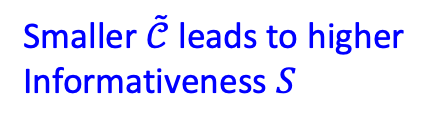 Smaller 𝒞̃ leads to higher
Informativeness 𝑆